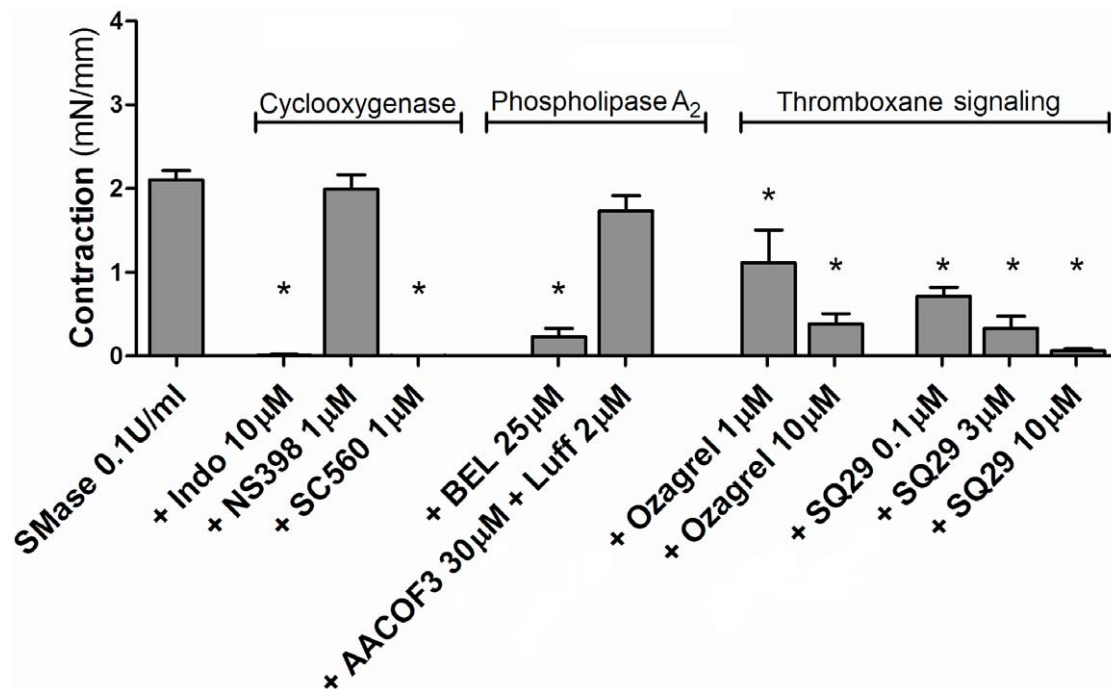 4
3
2
1
0
Contraction (mN/mm)
Cyclooxygenase
Phospholipase A₂
Thromboxane signaling
*
*
*
*
*
*
*
*
SMase 0.1U/ml
+ Indo 10µM
+ NS398 1µM
+ SC560 1µM
+ BEL 25µM
+ AACOF3 30µM + Luff 2µM
+ Ozagrel 1µM
+ Ozagrel 10µM
+ SQ29 0.1µM
+ SQ29 3µM
+ SQ29 10µM